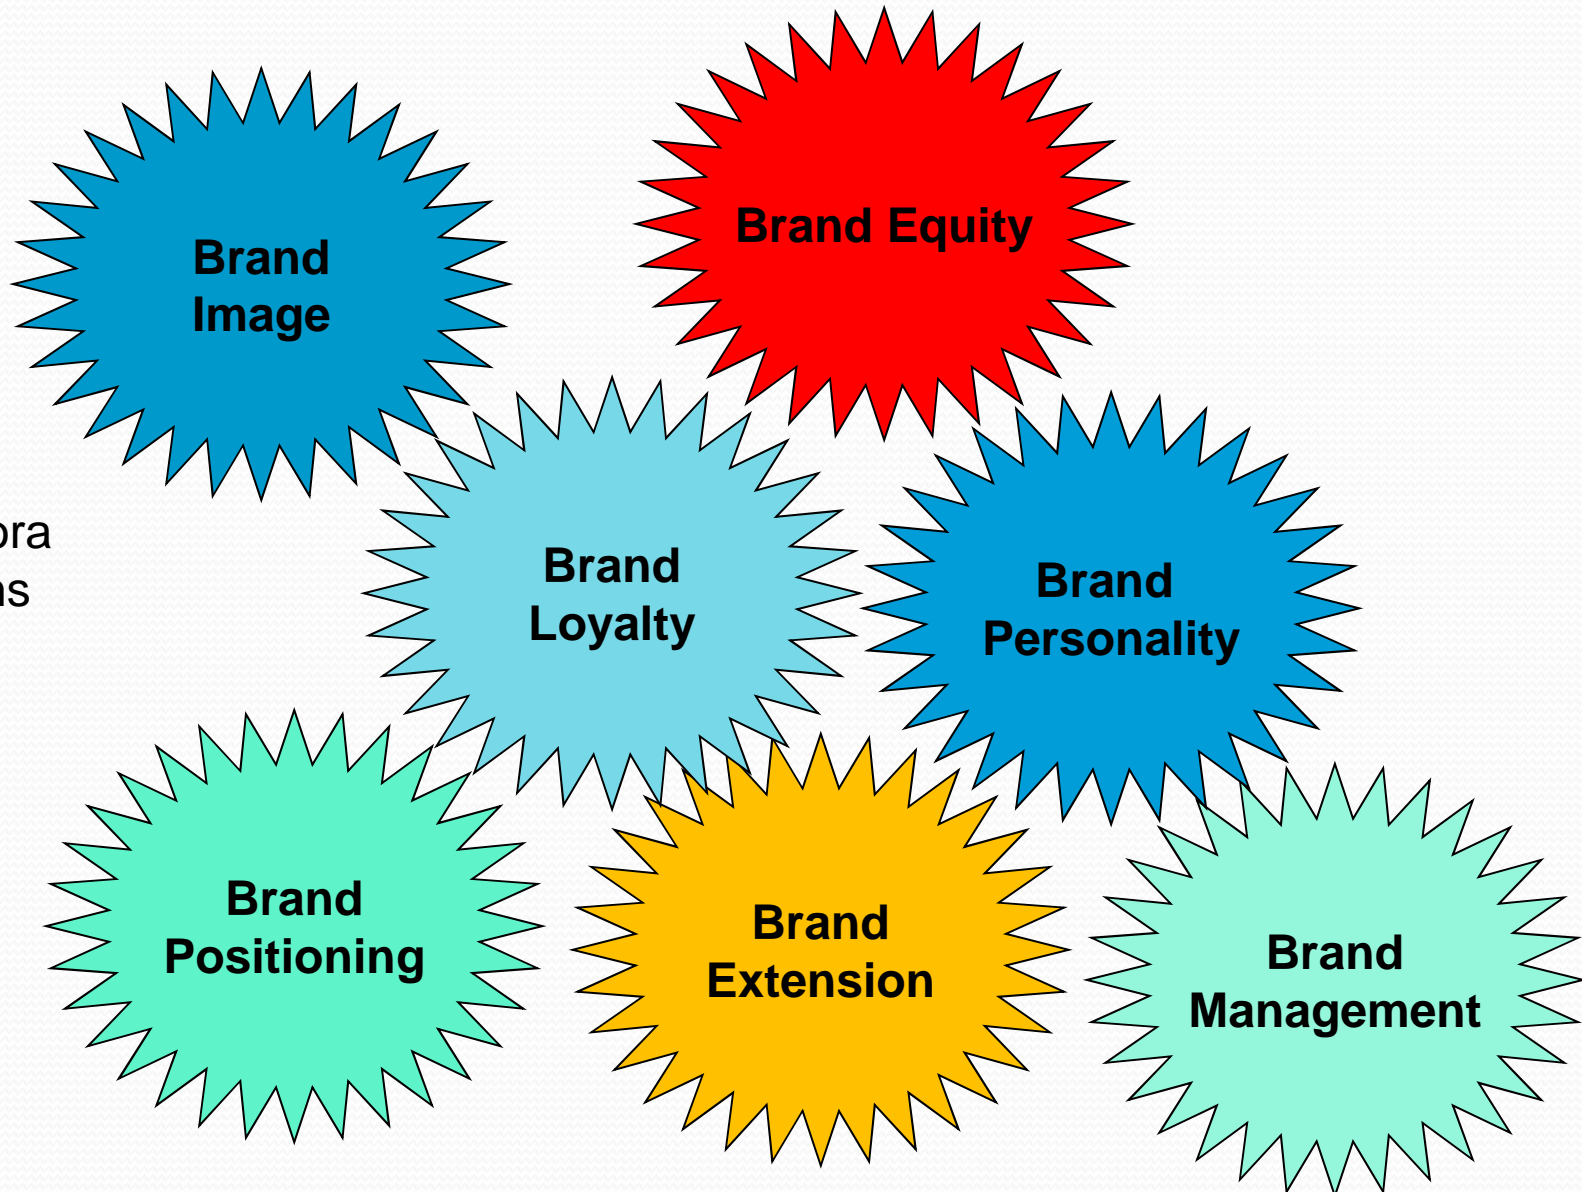 Brand
Image
Brand Equity
Brand
Loyalty
Brand
Personality
Brand
Positioning
Brand
Extension
Brand
Management